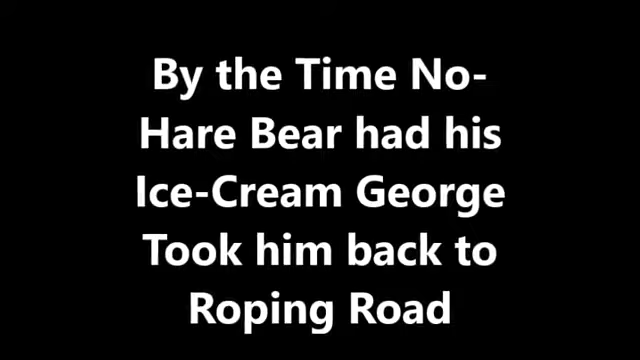 By the Time No-
Hare Bear had his
Ice-Cream George
Took him back to
Roping Road